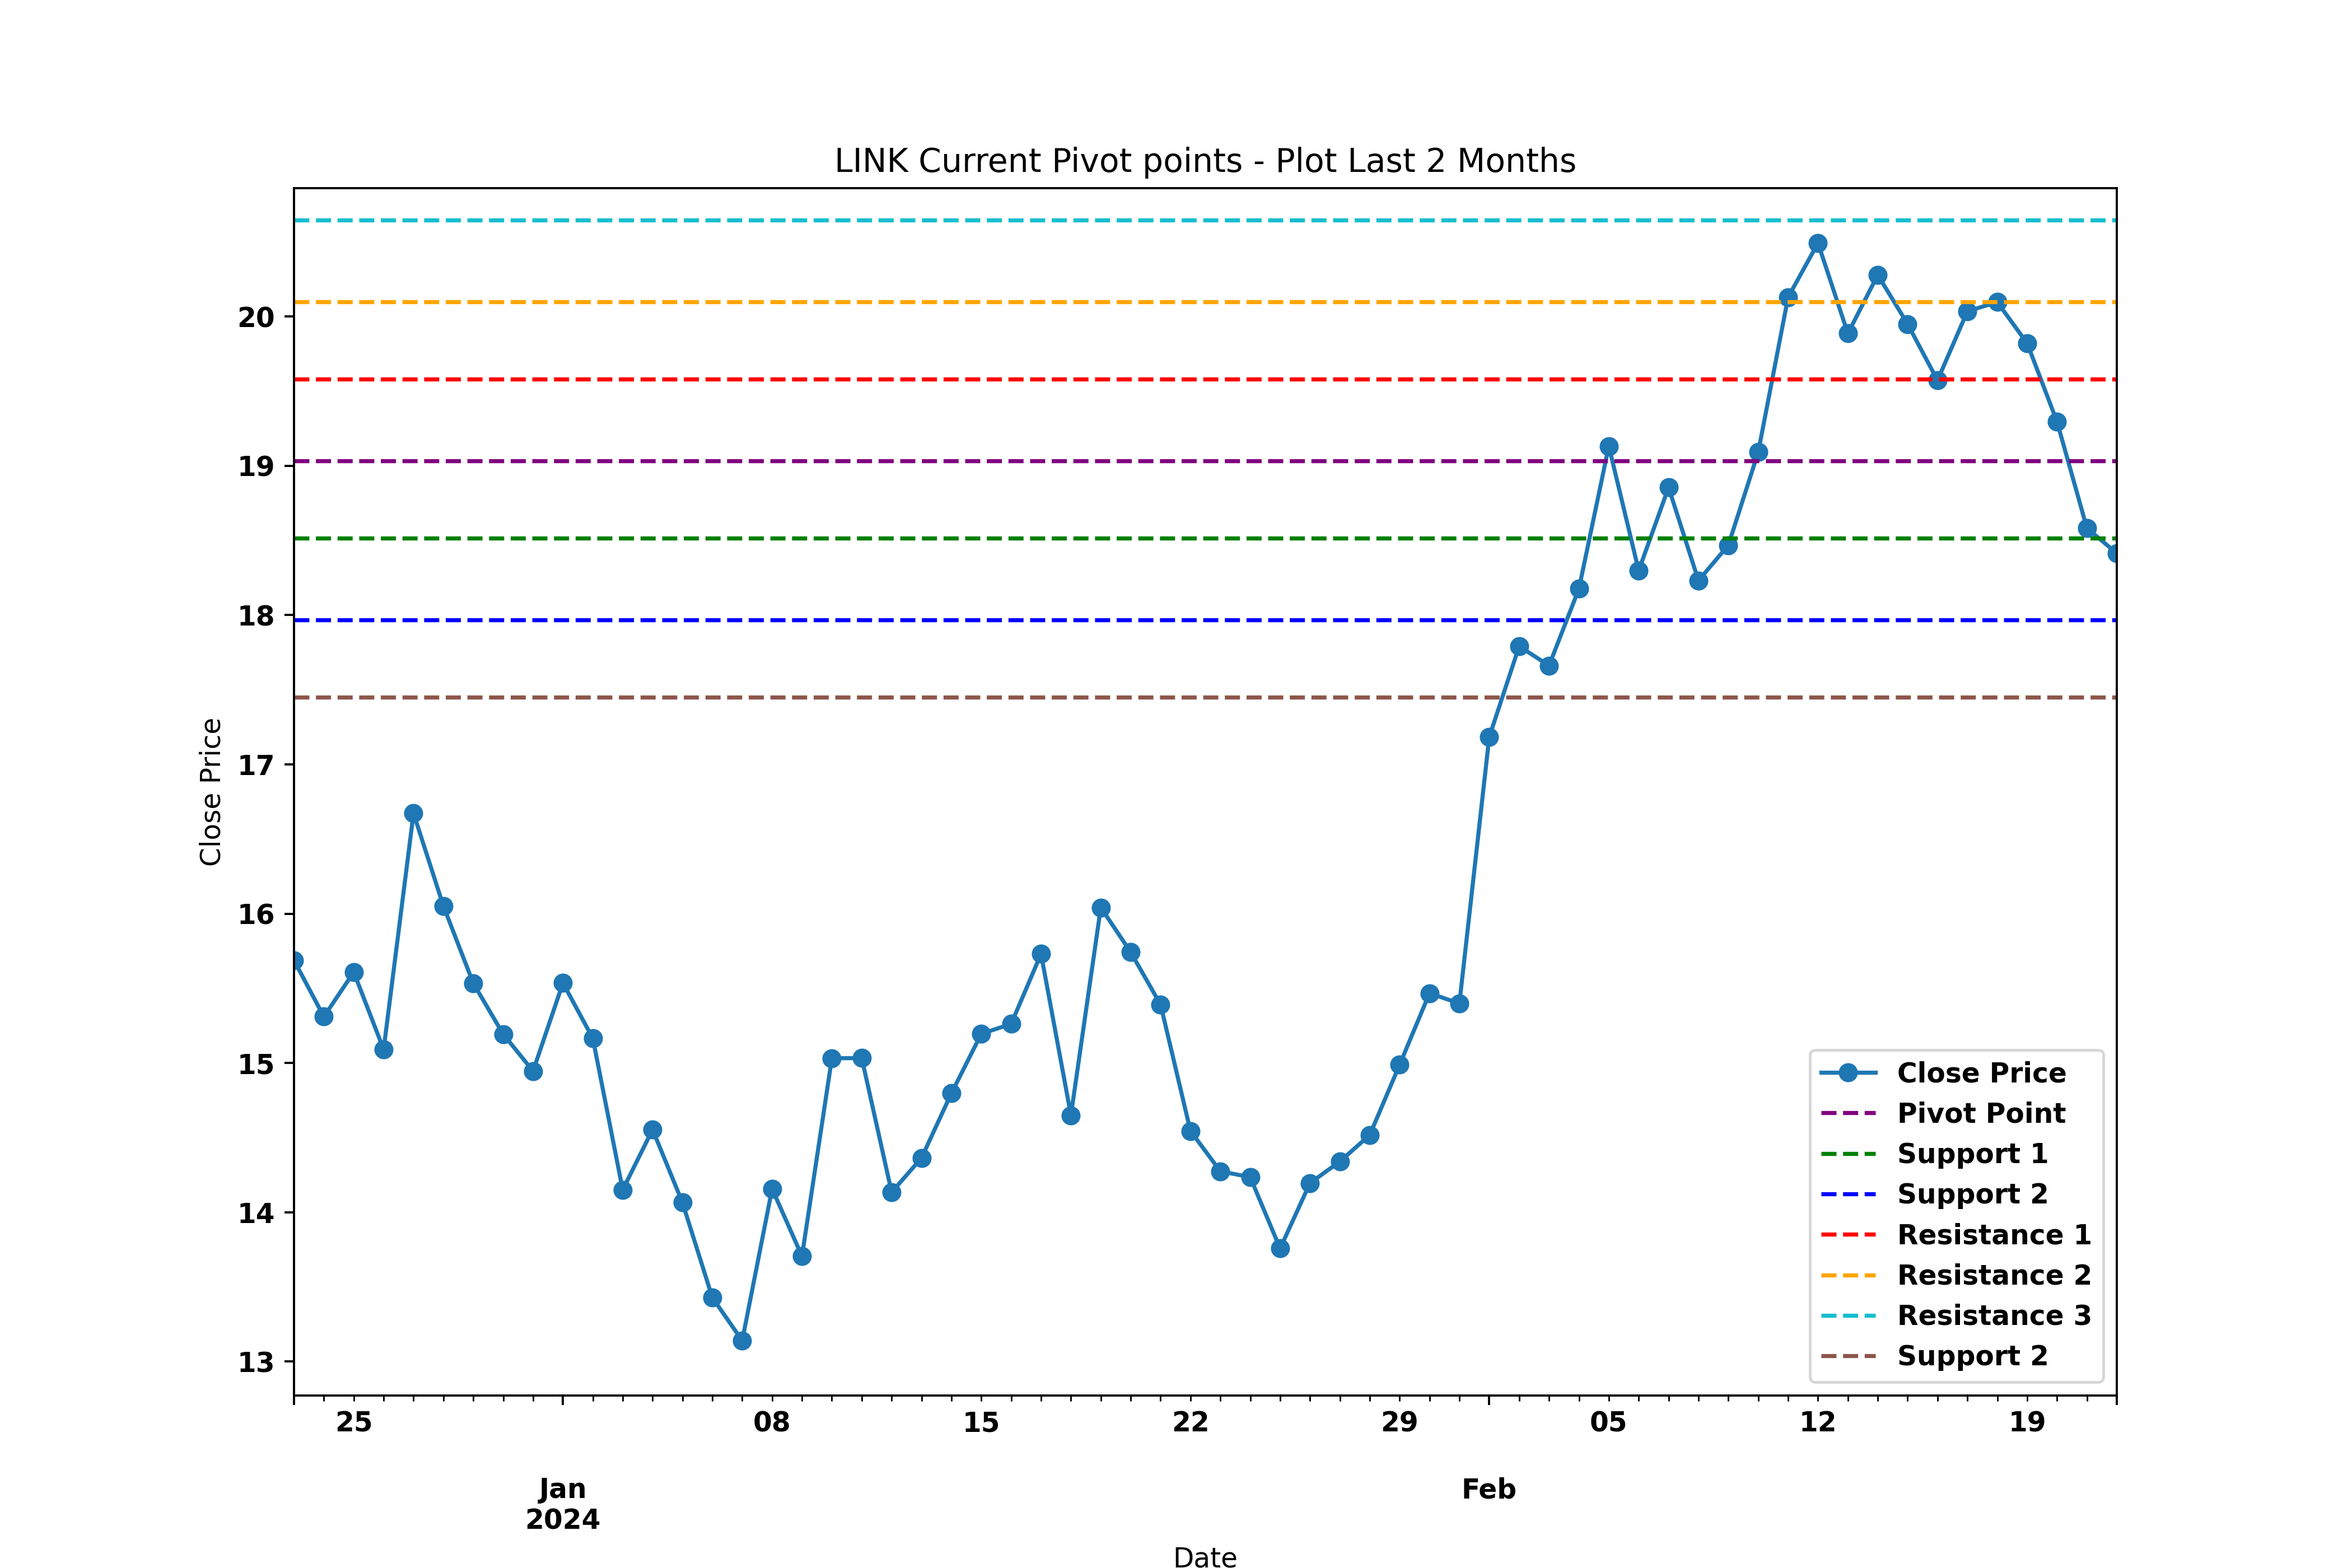 LINK Current Pivot points - Plot Last 2 Months
Close Price
20
19
18
17
16
15
14
13
Close Price
Pivot Point
Support 1
Support 2
Resistance 1
Resistance 2
Resistance 3
Support 2
25 08 15 22 29 05 12 19
Jan Feb
2024
Date